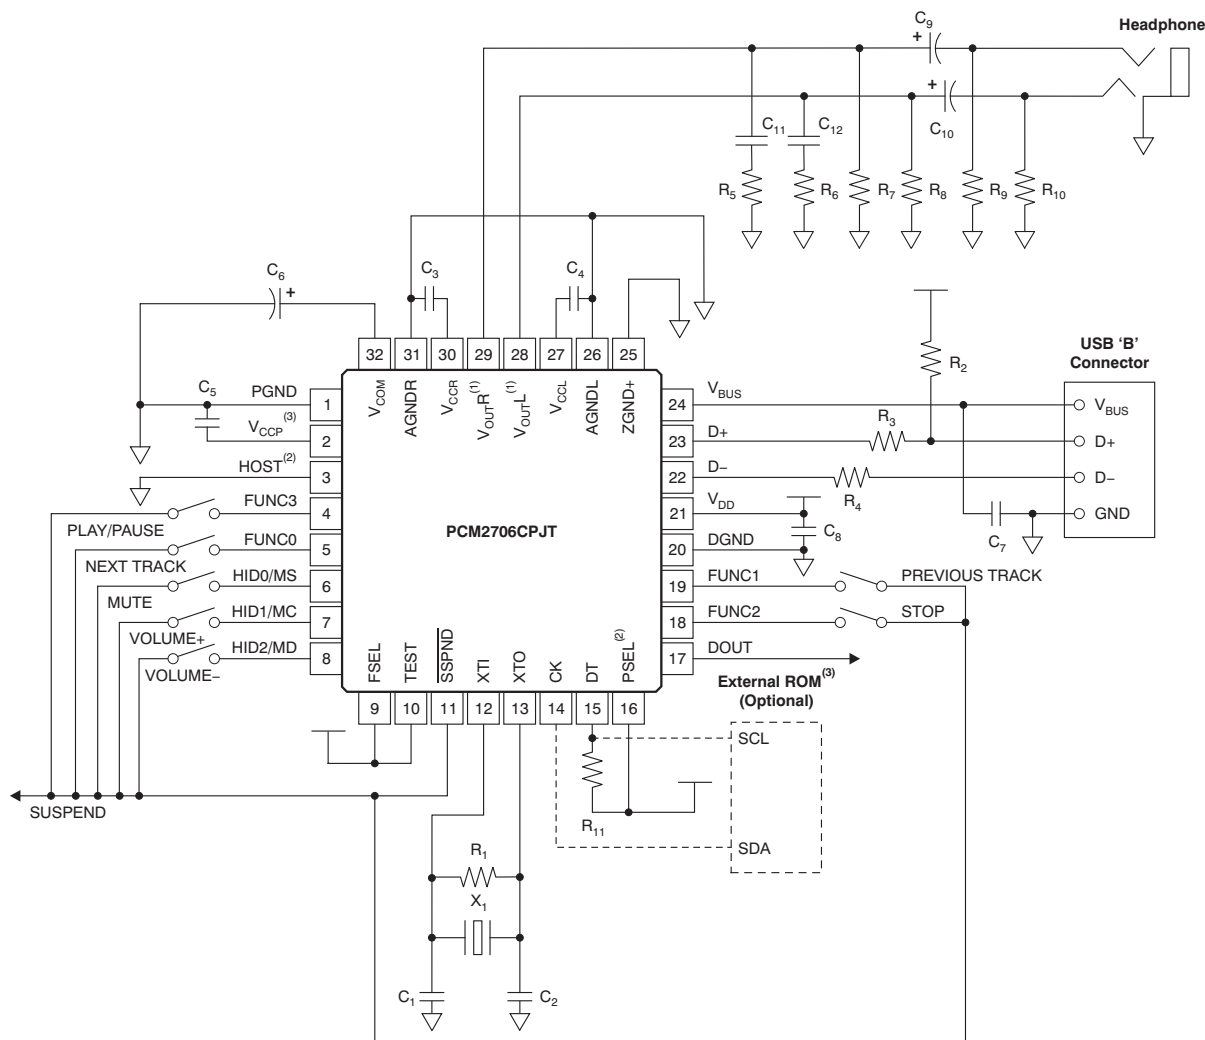 C9
Headphone
C10
C11
C12
R5
R6
R7
R8
R9
R10
C6
C3
C4
32
31
30
29
28
27
26
25
VCOM
AGNDR
VCCR
VOUTR(1)
VOUTL(1)
VCCL
AGNDL
ZGND+
R2
USB ‘B’
Connector
C5
PGND
1
24
VBUS
VBUS
VCCP(3)
2
23
D+
R3
D+
HOST(2)
3
22
D−
R4
D−
FUNC3
4
21
VDD
C8
C7
GND
PLAY/PAUSE
PCM2706CPJT
FUNC0
5
20
DGND
NEXT TRACK
HID0/MS
6
19
FUNC1
PREVIOUS TRACK
MUTE
HID1/MC
7
18
FUNC2
STOP
VOLUME+
HID2/MD
8
17
DOUT
VOLUME−
FSEL
TEST
SSPND
XTI
XTO
CK
DT
PSEL(2)
9
10
11
12
13
14
15
16
External ROM(3)
(Optional)
SCL
SDA
R11
SUSPEND
R1
X1
C1
C2